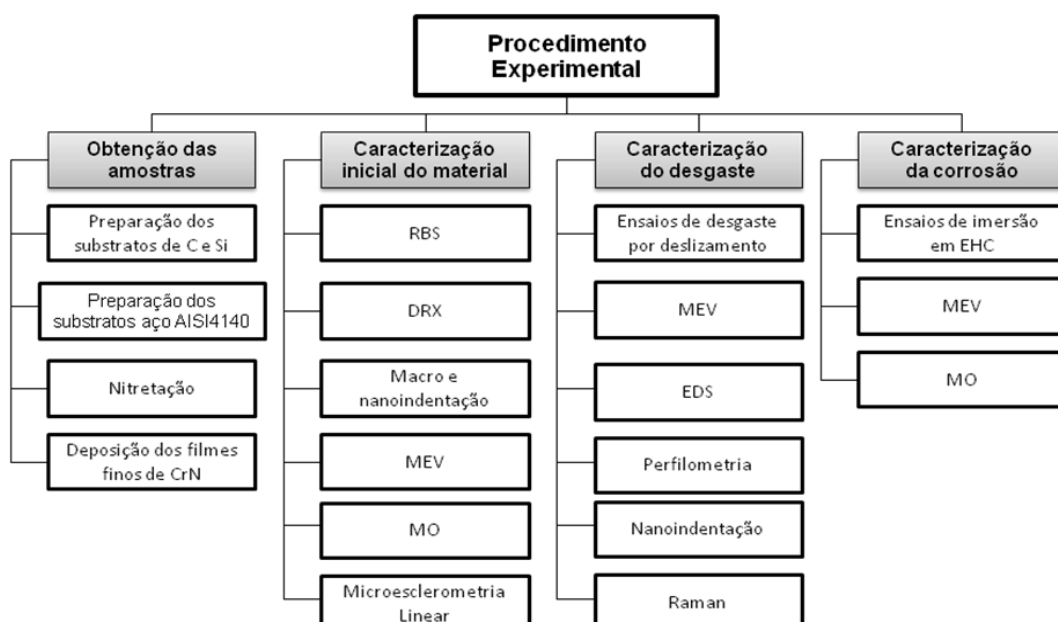 Procedimento
Experimental
Obtenção das
amostras
Preparação dos
substratos de C e Si
Preparação dos
substratos aço AISI4140
Nitretação
Deposição dos filmes
finos de CrN
Caracterização
inicial do material
RBS
DRX
Macro e
nanoindentação
MEV
MO
Microesclerometria
Linear
Caracterização
do desgaste
Ensaios de desgaste
por deslizamento
MEV
EDS
Perfilometria
Nanoindentação
Raman
Caracterização
da corrosão
Ensaios de imersão
em EHC
MEV
MO